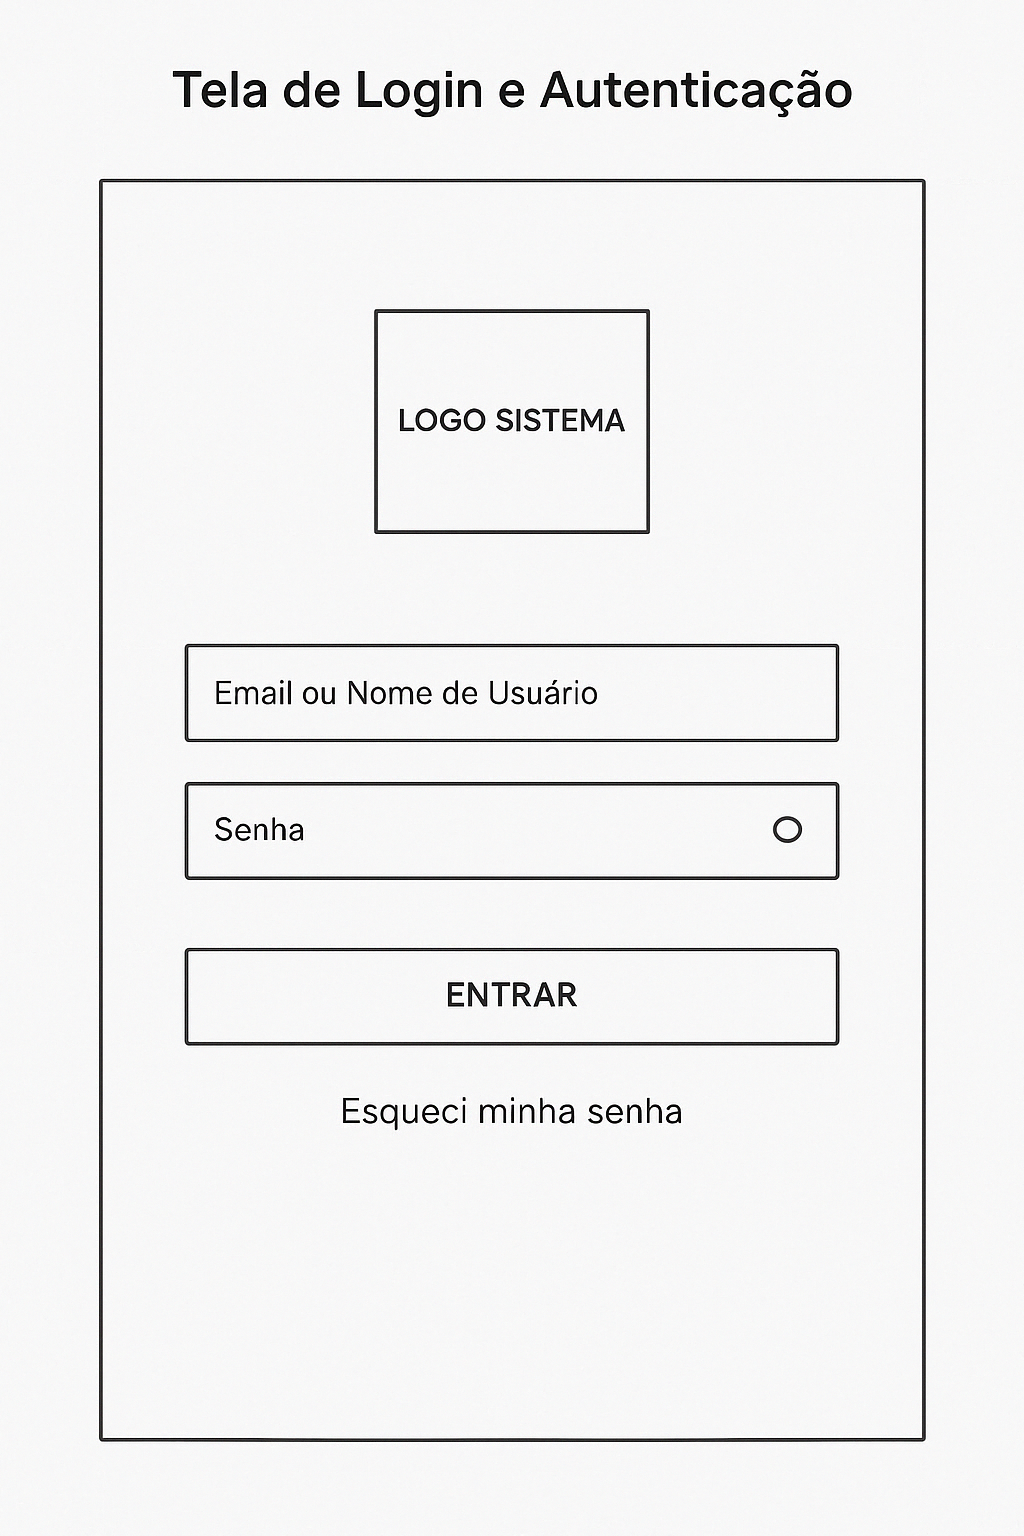 Tela de Login e Autenticação
LOGO SISTEMA
Email ou Nome de Usuário
Senha
ENTRAR
Esqueci minha senha